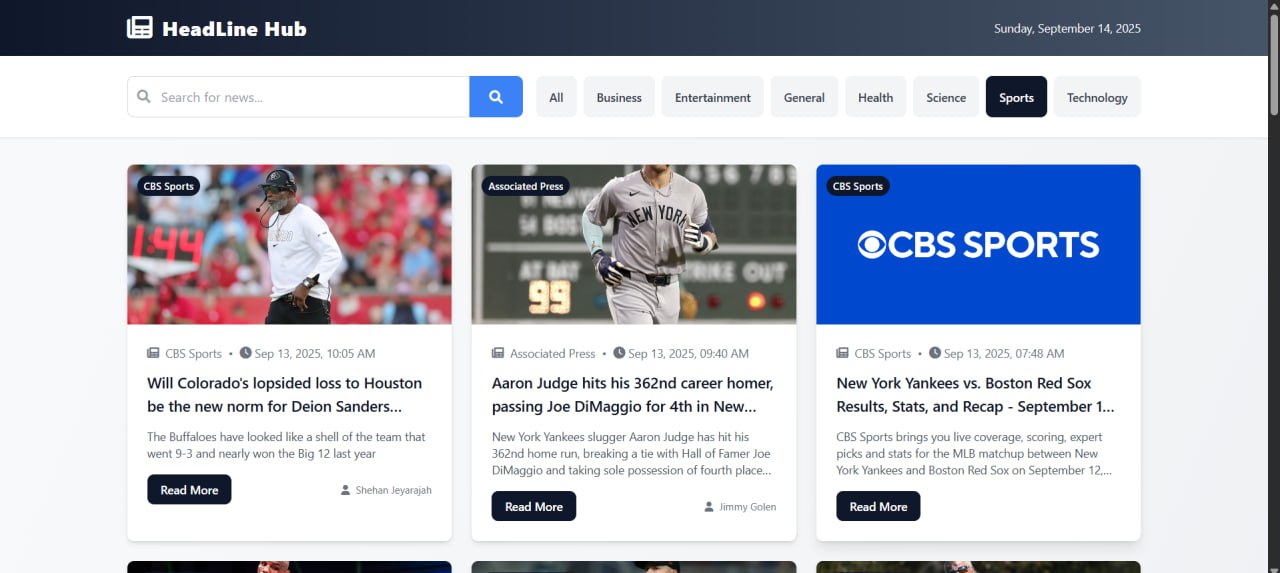 HeadLine Hub
Sunday, September 14, 2025
Search for news...
All
Business
Entertainment
General
Health
Science
Sports
Technology
CBS Sports
1:44
CBS Sports • Sep 13, 2025, 10:05 AM
Will Colorado's lopsided loss to Houston
be the new norm for Deion Sanders...
The Buffaloes have looked like a shell of the team that
went 9-3 and nearly won the Big 12 last year
Read More
Shehan Jeyarajah
Associated Press
NEW YORK
AT BAT
STRIKE OUT
99
Associated Press • Sep 13, 2025, 09:40 AM
Aaron Judge hits his 362nd career homer,
passing Joe DiMaggio for 4th in New...
New York Yankees slugger Aaron Judge has hit his
362nd home run, breaking a tie with Hall of Famer Joe
DiMaggio and taking sole possession of fourth place...
Read More
Jimmy Golen
CBS Sports
CBS SPORTS
CBS Sports • Sep 13, 2025, 07:48 AM
New York Yankees vs. Boston Red Sox
Results, Stats, and Recap - September 1...
CBS Sports brings you live coverage, scoring, expert
picks and stats for the MLB matchup between New
York Yankees and Boston Red Sox on September 12,...
Read More